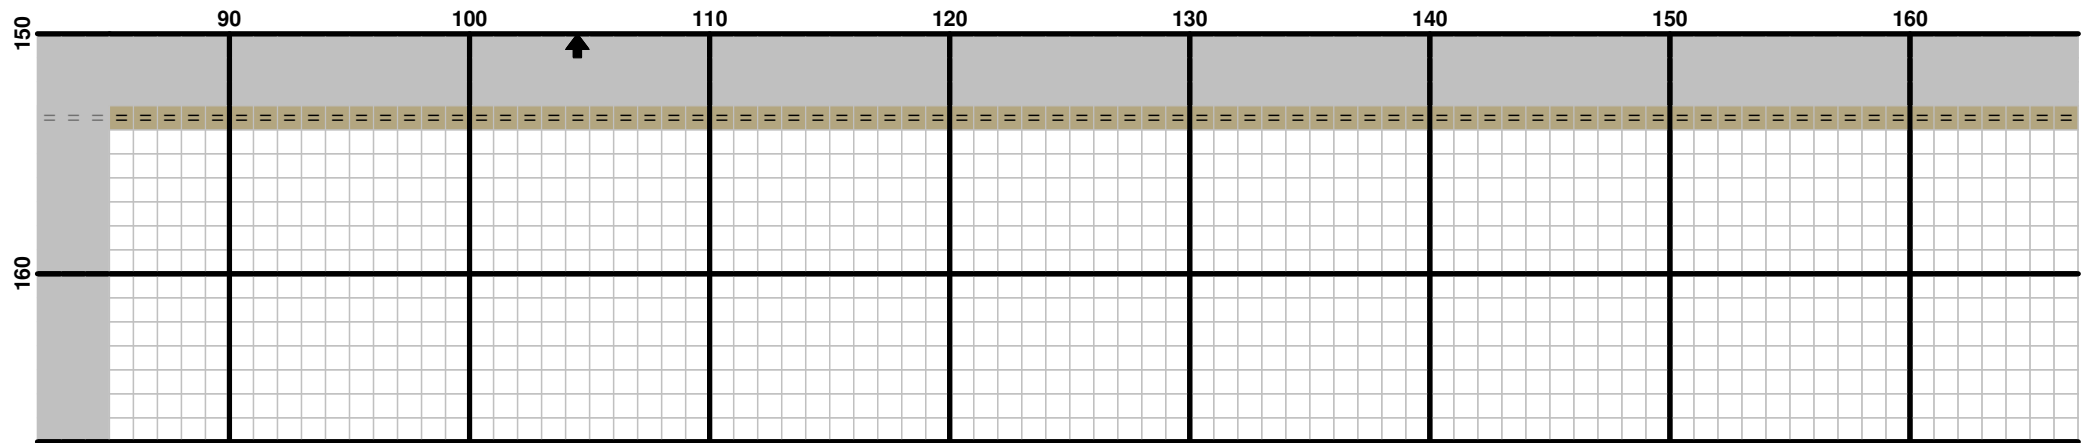 90 100 110 120 130 140 150 160
150
= = = = = = = = = = = = = = = = = = = = = = = = = = = = = = = = = = = = = = = = = = = = = = = = = = = = = = = = = = = = = = = = = = = = = = = = = = = = = = = = = = = = =
160